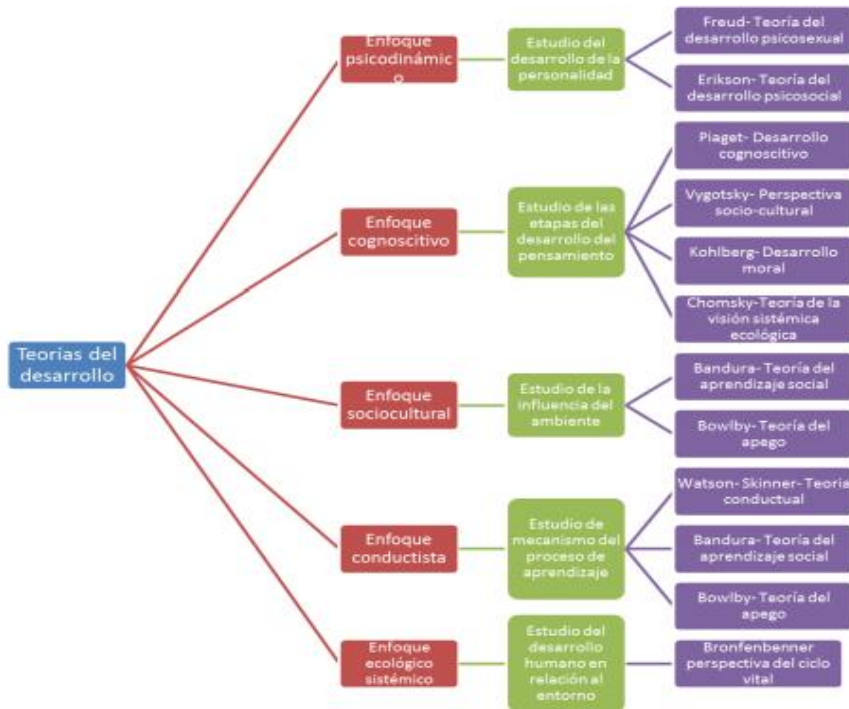 Teorías del
desarrollo
Enfoque
psicodinámic
o
Estudio del
desarrollo de la
personalidad
Freud- Teoría del
desarrollo psicosexual
Erikson- Teoría del
desarrollo psicosocial
Enfoque
cognoscitivo
Estudio de las
etapas del
desarrollo del
pensamiento
Piaget- Desarrollo
cognoscitivo
Vygotsky- Perspectiva
socio-cultural
Kohlberg- Desarrollo
moral
Chomsky-Teoría de la
visión sistémica
ecológica
Enfoque
sociocultural
Estudio de la
influencia del
ambiente
Bandura- Teoría del
aprendizaje social
Bowlby- Teoría del
apego
Enfoque
conductista
Estudio de
mecanismo del
proceso de
aprendizaje
Watson- Skinner- Teoría
conductual
Bandura- Teoría del
aprendizaje social
Bowlby- Teoría del
apego
Enfoque
ecológico
sistémico
Estudio del
desarrollo
humano en
relación al
entorno
Bronfenbenner
perspectiva del ciclo
vital